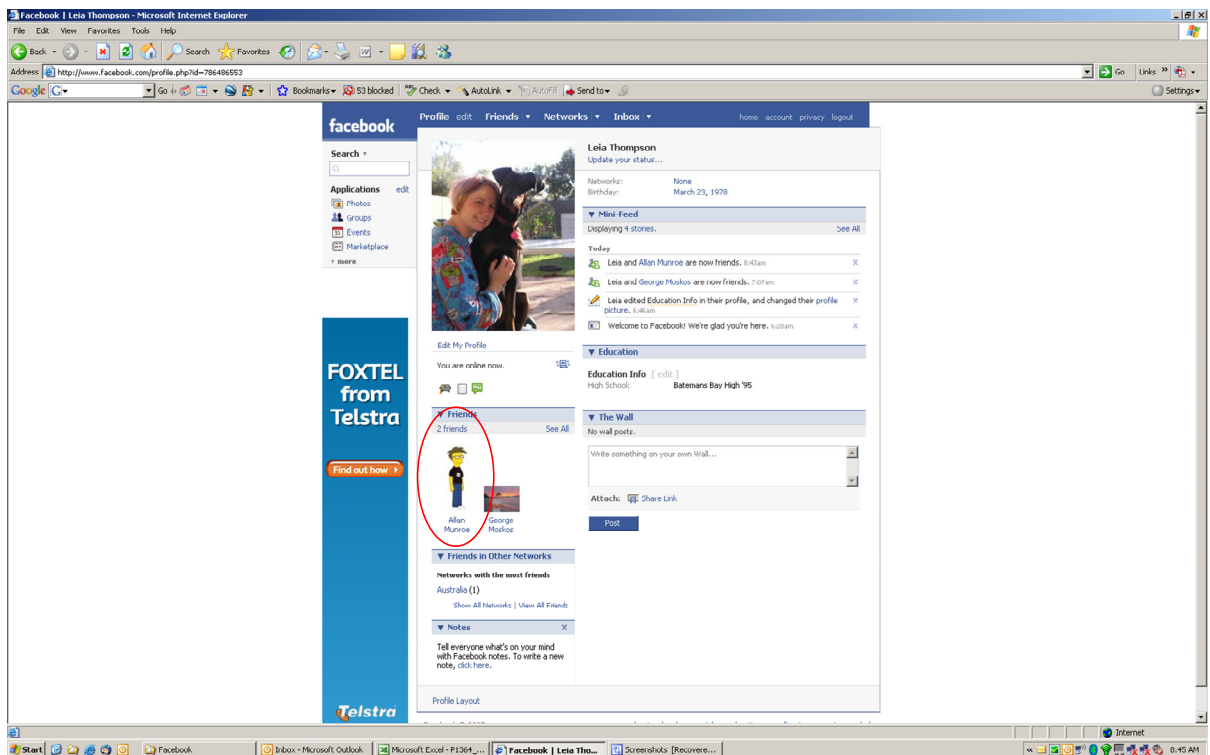 Facebook | Leia Thompson - Microsoft Internet Explorer
File Edit View Favorites Tools Help
Back Search Favorites
Address http://www.facebook.com/profile.php?id=786486553 Go Links »
Google G Go Bookmarks 53 blocked Check AutoLink AutoFill Send to Settings
facebook Profile edit Friends Networks Inbox home account privacy logout
Search
Applications edit
Photos
Groups
31 Events
Marketplace
more
FOXTEL
from
Telstra
Find out how
Telstra
Edit My Profile
You are online now.
Friends
2 friends See All
Allan Munroe
George Moskos
Friends in Other Networks
Networks with the most friends
Australia (1)
Show All Networks | View All Friends
Notes X
Tell everyone what's on your mind
with Facebook notes. To write a new
note, click here.
Profile Layout
Leia Thompson
Update your status...
Networks: None
Birthday: March 23, 1978
Mini-Feed
Displaying 4 stories. See All
Today
Leia and Allan Munroe are now friends. 8:43am X
Leia and George Moskos are now friends. 7:07am X
Leia edited Education Info in their profile, and changed their profile X
picture. 6:46am
Welcome to Facebook! We're glad you're here. 6:28am X
Education
Education Info [ edit ]
High School: Batemans Bay High '95
The Wall
No wall posts.
Write something on your own Wall...
Attach: Share Link
Post
Internet
Start Facebook Inbox - Microsoft Outlook Microsoft Excel - P1364_... Facebook | Leia Tho... Screenshots [Recovere... 8:45 AM